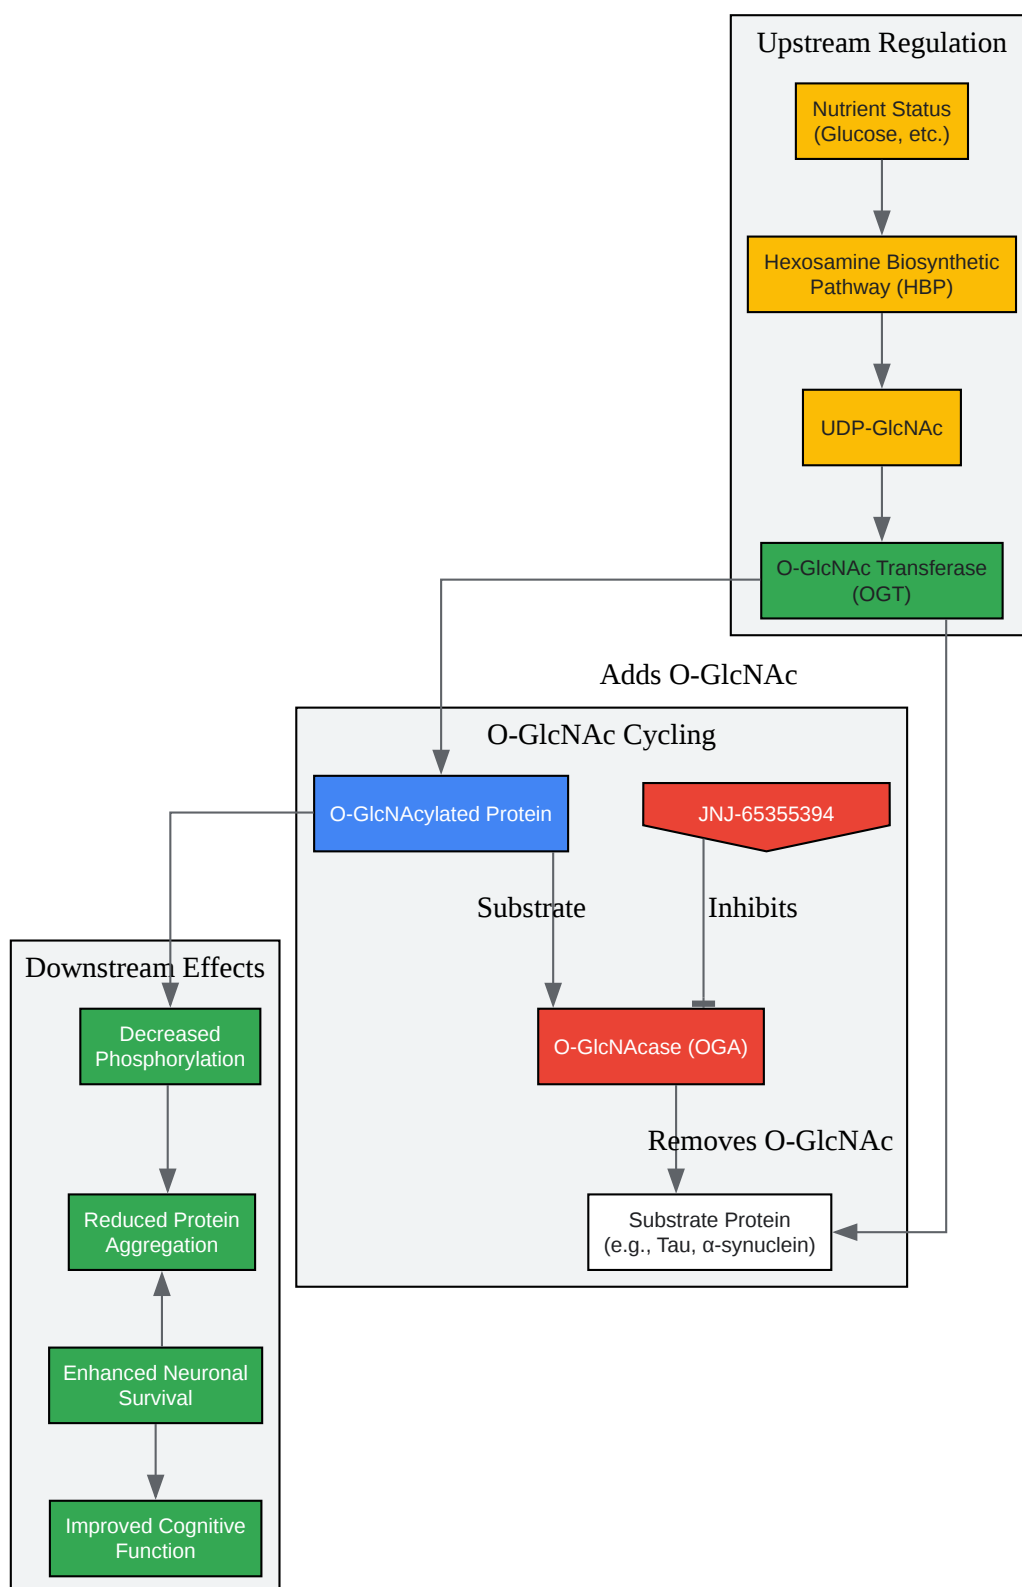 Upstream Regulation
Nutrient Status
(Glucose, etc.)
Hexosamine Biosynthetic
Pathway (HBP)
UDP-GlcNAc
O-GlcNAc Transferase
(OGT)
Adds O-GlcNAc
O-GlcNAc Cycling
O-GlcNAcylated Protein
JNJ-65355394
Substrate
Inhibits
O-GlcNAcase (OGA)
Removes O-GlcNAc
Substrate Protein
(e.g., Tau, α-synuclein)
Downstream Effects
Decreased
Phosphorylation
Reduced Protein
Aggregation
Enhanced Neuronal
Survival
Improved Cognitive
Function